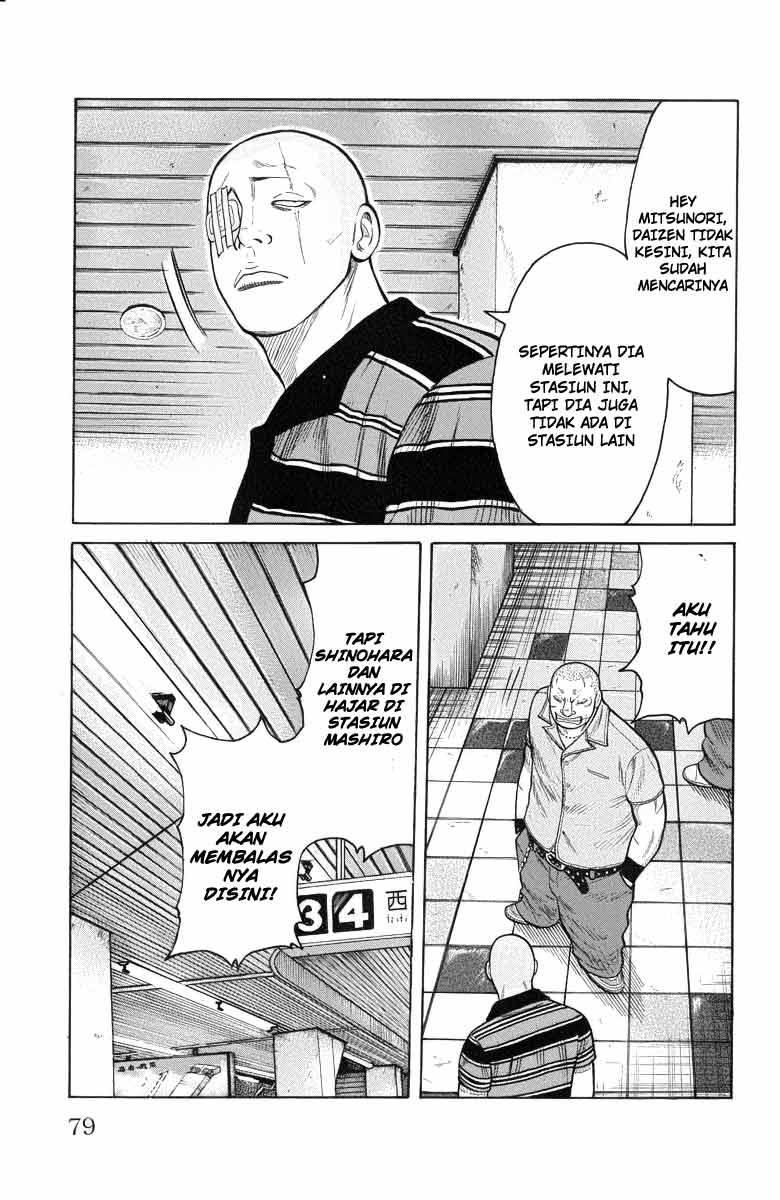 HEY
MITSUNORI,
DAIZEN TIDAK
KESINI, KITA
SUDAH
MENCARINYA
SEPERTINYA DIA
MELEWATI
STASIUN INI,
TAPI DIA JUGA
TIDAK ADA DI
STASIUN LAIN
AKU
TAHU
ITU!!
TAPI
SHINOHARA
DAN
LAINNYA DI
HAJAR DI
STASIUN
MASHIRO
JADI AKU
AKAN
MEMBALAS
NYA
DISINI!
34 西
79